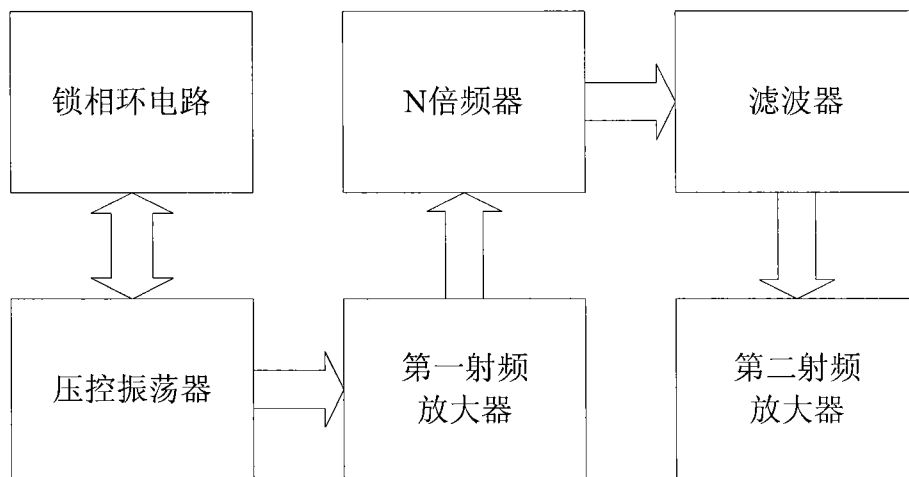 锁相环电路
N倍频器
滤波器
压控振荡器
第一射频
放大器
第二射频
放大器